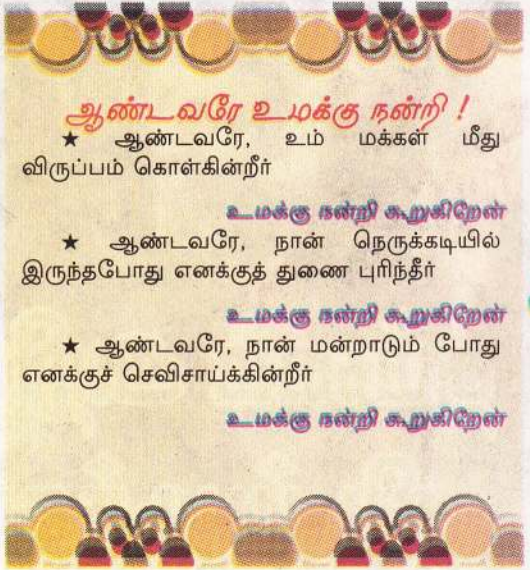 ஆண்டவரே உமக்கு நன்றி !
★ ஆண்டவரே, உம் மக்கள் மீது
விருப்பம் கொள்கின்றீர்
உமக்கு நன்றி கூறுகிறேன்
★ ஆண்டவரே, நான் நெருக்கடியில்
இருந்தபோது எனக்குத் துணை புரிந்தீர்
உமக்கு நன்றி கூறுகிறேன்
★ ஆண்டவரே, நான் மன்றாடும் போது
எனக்குச் செவிசாய்க்கின்றீர்
உமக்கு நன்றி கூறுகிறேன்